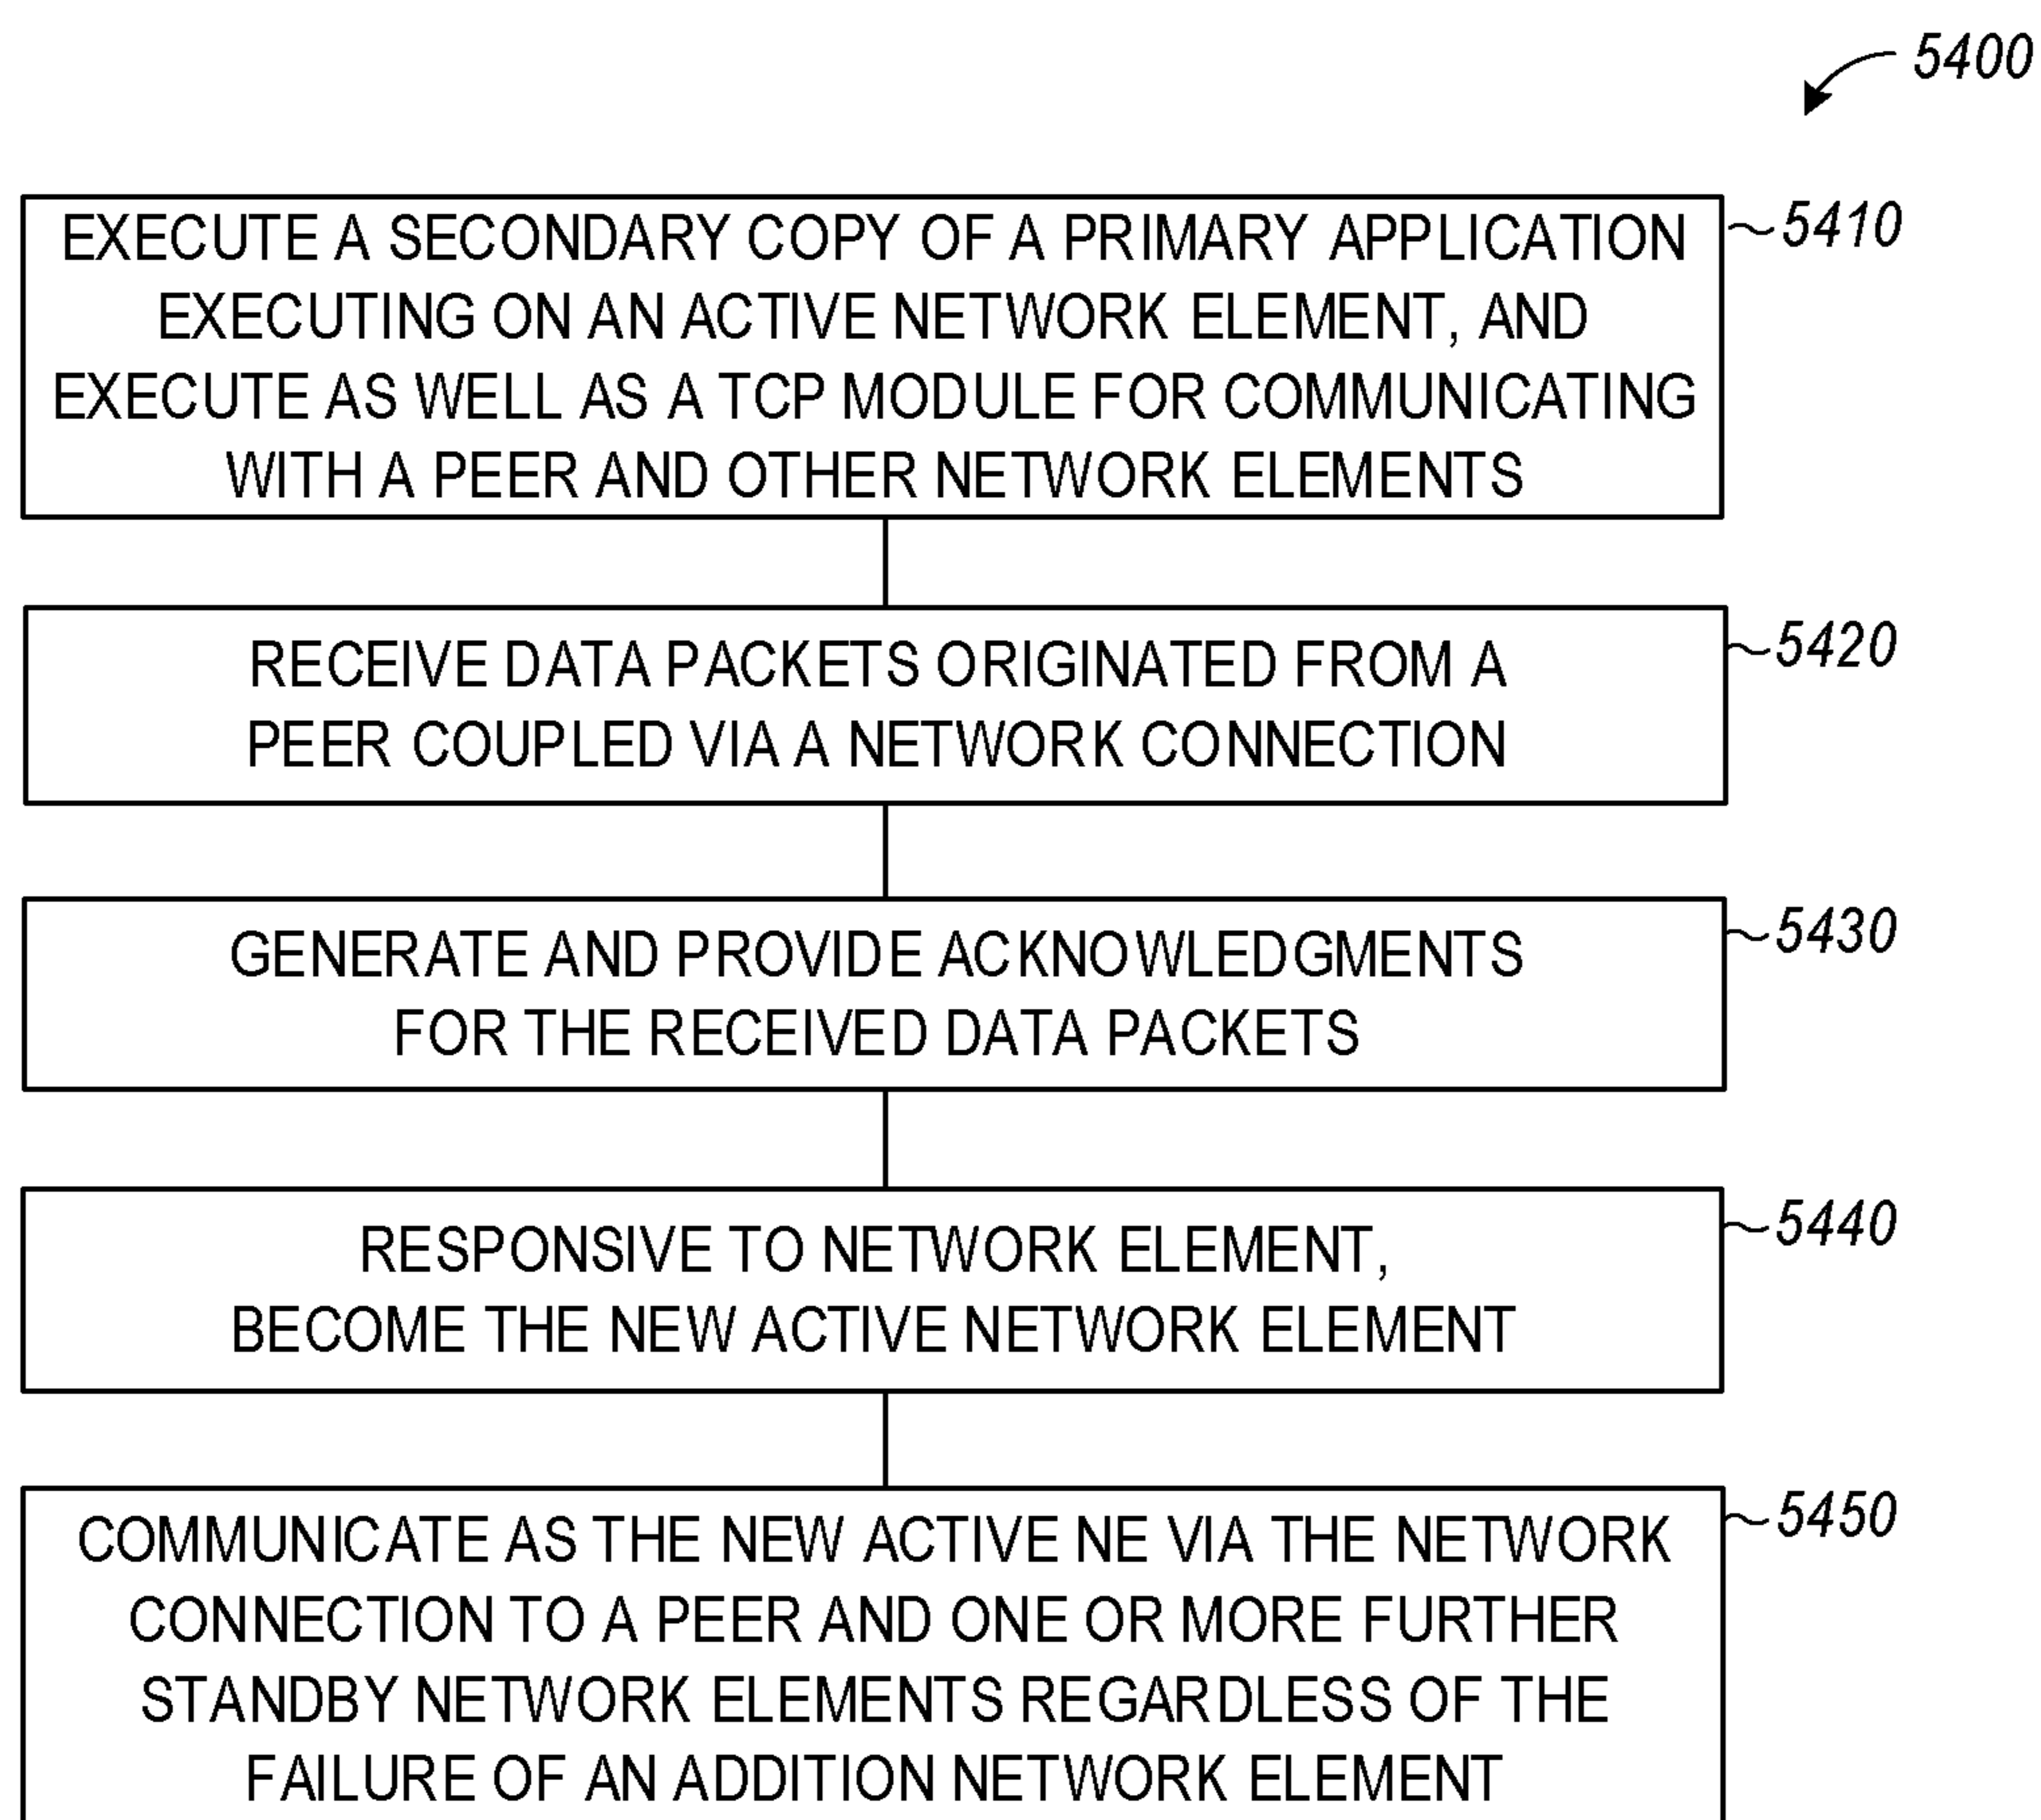 5400
EXECUTE A SECONDARY COPY OF A PRIMARY APPLICATION
EXECUTING ON AN ACTIVE NETWORK ELEMENT, AND
EXECUTE AS WELL AS A TCP MODULE FOR COMMUNICATING
WITH A PEER AND OTHER NETWORK ELEMENTS
5410
RECEIVE DATA PACKETS ORIGINATED FROM A
PEER COUPLED VIA A NETWORK CONNECTION
5420
GENERATE AND PROVIDE ACKNOWLEDGMENTS
FOR THE RECEIVED DATA PACKETS
5430
RESPONSIVE TO NETWORK ELEMENT,
BECOME THE NEW ACTIVE NETWORK ELEMENT
5440
COMMUNICATE AS THE NEW ACTIVE NE VIA THE NETWORK
CONNECTION TO A PEER AND ONE OR MORE FURTHER
STANDBY NETWORK ELEMENTS REGARDLESS OF THE
FAILURE OF AN ADDITION NETWORK ELEMENT
5450